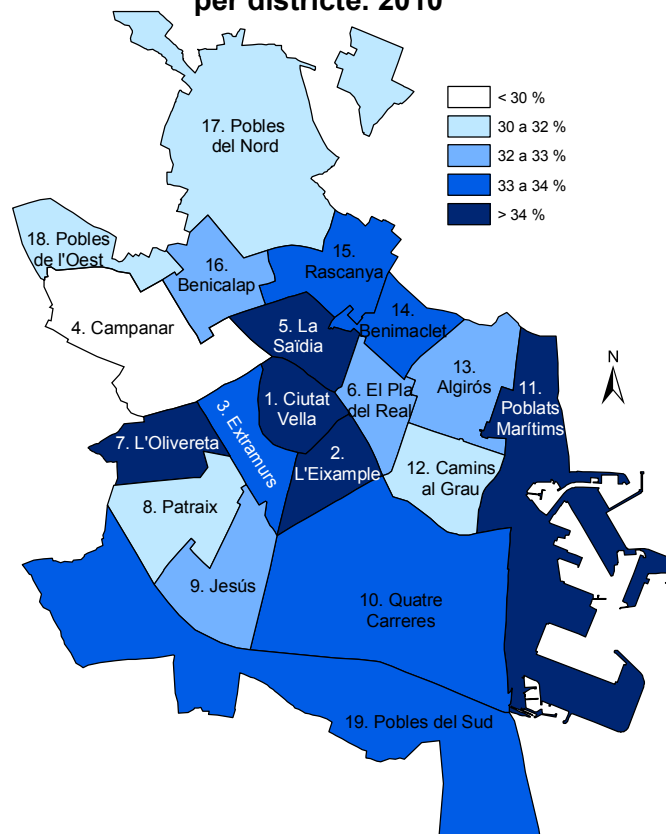 per districte. 2010
< 30 %
30 a 32 %
32 a 33 %
33 a 34 %
> 34 %
17. Pobles
del Nord
18. Pobles
de l'Oest
16.
Benicalap
15.
Rascanya
4. Campanar
5. La
Saïdia
14.
Benimaclet
13.
Algirós
11.
Poblats
Marítims
N
1. Ciutat
Vella
6. El Pla
del Real
3. Extramurs
7. L'Olivereta
2.
L'Eixample
12. Camins
al Grau
8. Patraix
9. Jesús
10. Quatre
Carreres
19. Pobles del Sud